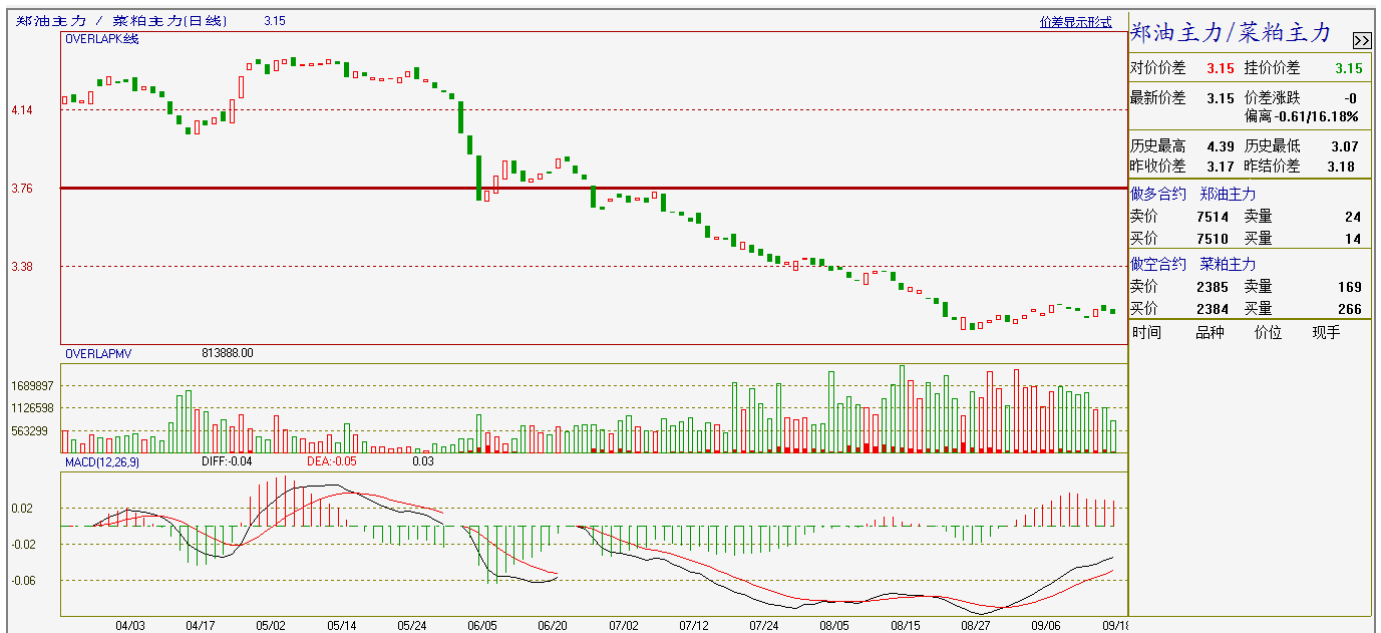 郑油主力 / 菜粕主力(日线) 3.15 价差显示形式
OVERLAPK线
4.14
3.76
3.38
OVERLAPMV 813888.00
1689897
1126598
563299
MACD(12,26,9) DIFF:-0.04 DEA:-0.05 0.03
0.02
-0.02
-0.06
04/03 04/17 05/02 05/14 05/24 06/05 06/20 07/02 07/12 07/24 08/05 08/15 08/27 09/06 09/18
郑油主力/菜粕主力 >>
对价价差 3.15 挂价价差 3.15
最新价差 3.15 价差涨跌 -0
偏离 -0.61/16.18%
历史最高 4.39 历史最低 3.07
昨收价差 3.17 昨结价差 3.18
做多合约 郑油主力
卖价 7514 卖量 24
买价 7510 买量 14
做空合约 菜粕主力
卖价 2385 卖量 169
买价 2384 买量 266
时间 品种 价位 现手